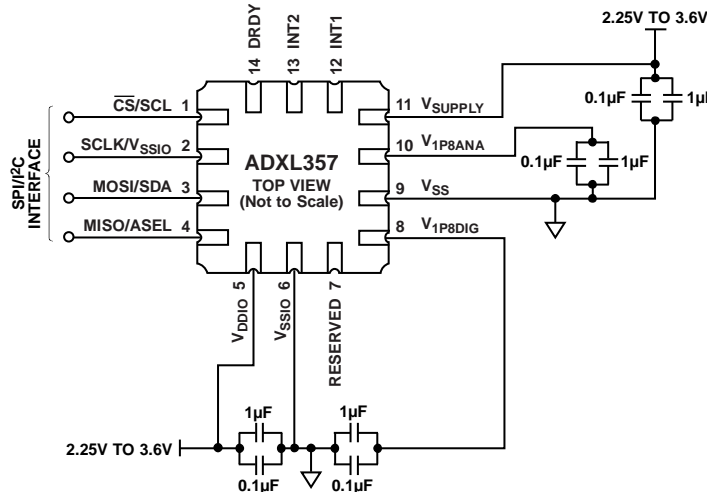 2.25V TO 3.6V
14 DRDY
13 INT2
12 INT1
SPI/I²C
INTERFACE
C̅S̅/SCL 1
SCLK/VSSIO 2
MOSI/SDA 3
MISO/ASEL 4
ADXL357
TOP VIEW
(Not to Scale)
11 VSUPPLY
10 V1P8ANA
9 VSS
8 V1P8DIG
0.1µF
1µF
0.1µF
1µF
VDDIO 5
VSSIO 6
RESERVED 7
1µF
1µF
2.25V TO 3.6V
0.1µF
0.1µF